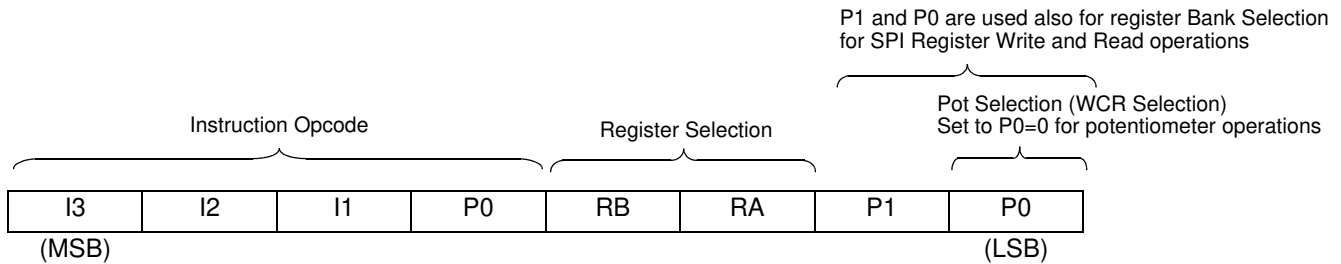 P1 and P0 are used also for register Bank Selection
for SPI Register Write and Read operations
Pot Selection (WCR Selection)
Set to P0=0 for potentiometer operations
Instruction Opcode
Register Selection
I3 I2 I1 P0 RB RA P1 P0
(MSB) (LSB)